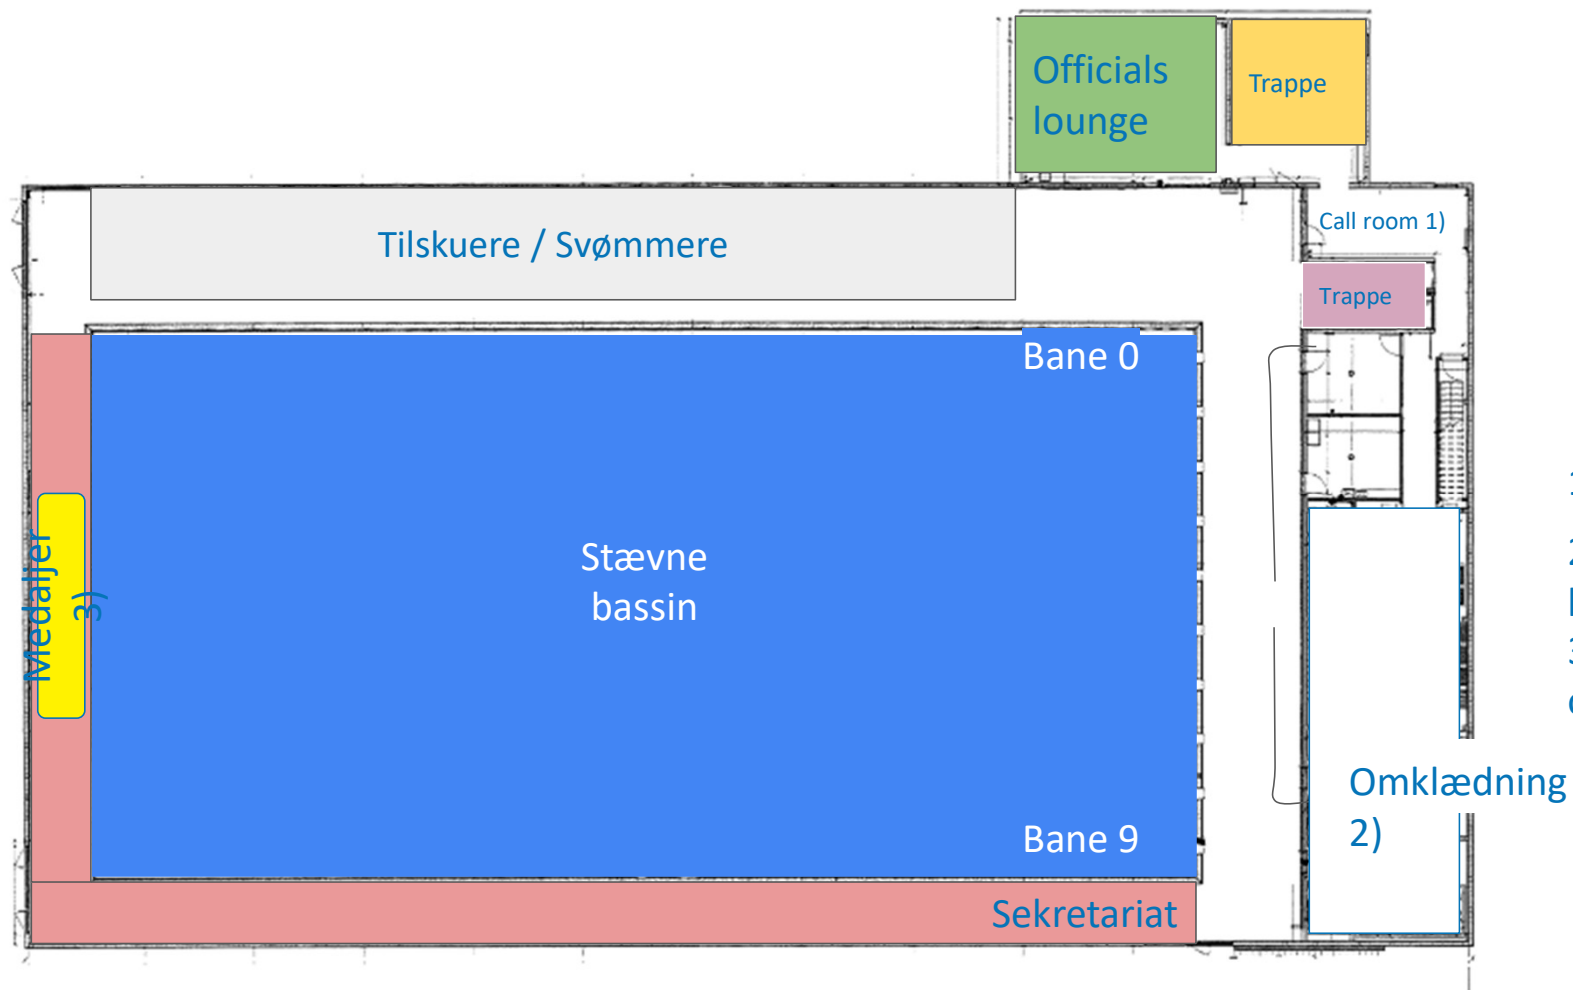 Officials
lounge
Trappe
Call room 1)
Tilskuere / Svømmere
Trappe
Bane 0
Stævne
bassin
Medaljer
3)
Omklædning
2)
Bane 9
Sekretariat